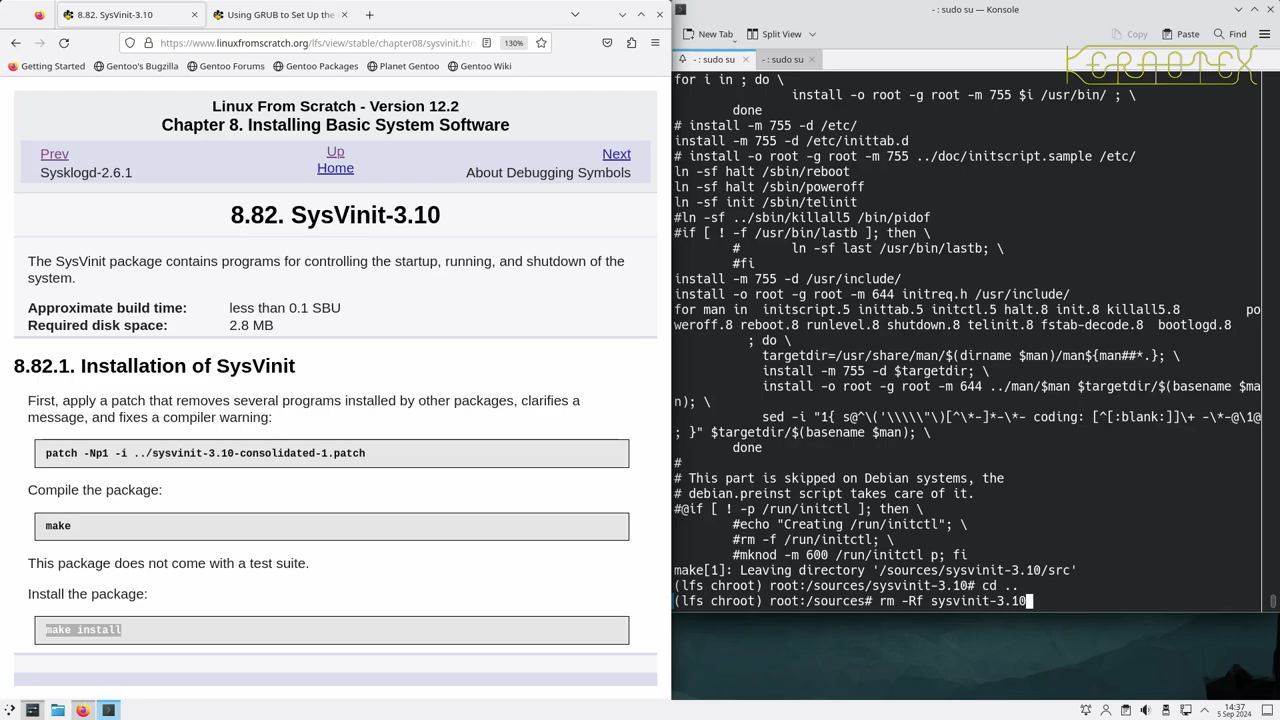 8.82. SysVinit-3.10
Using GRUB to Set Up the
https://www.linuxfromscratch.org/lfs/view/stable/chapter08/sysvinit.htm
130%
Getting Started
Gentoo's Bugzilla
Gentoo Forums
Gentoo Packages
Planet Gentoo
Gentoo Wiki
Linux From Scratch - Version 12.2
Chapter 8. Installing Basic System Software
Prev
Up
Next
Sysklogd-2.6.1
Home
About Debugging Symbols
8.82. SysVinit-3.10
The SysVinit package contains programs for controlling the startup, running, and shutdown of the
system.
Approximate build time: less than 0.1 SBU
Required disk space: 2.8 MB
8.82.1. Installation of SysVinit
First, apply a patch that removes several programs installed by other packages, clarifies a
message, and fixes a compiler warning:
patch -Np1 -i ../sysvinit-3.10-consolidated-1.patch
Compile the package:
make
This package does not come with a test suite.
Install the package:
make install
- : sudo su — Konsole
New Tab
Split View
Copy
Paste
Find
- : sudo su
- : sudo su
KERNOTEX
for i in ; do \
install -o root -g root -m 755 $i /usr/bin/ ; \
done
# install -m 755 -d /etc/
install -m 755 -d /etc/inittab.d
# install -o root -g root -m 755 ../doc/initscript.sample /etc/
ln -sf halt /sbin/reboot
ln -sf halt /sbin/poweroff
ln -sf init /sbin/telinit
#ln -sf ../sbin/killall5 /bin/pidof
#if [ ! -f /usr/bin/lastb ]; then \
# ln -sf last /usr/bin/lastb; \
#fi
install -m 755 -d /usr/include/
install -o root -g root -m 644 initreq.h /usr/include/
for man in initscript.5 inittab.5 initctl.5 halt.8 init.8 killall5.8 po
weroff.8 reboot.8 runlevel.8 shutdown.8 telinit.8 fstab-decode.8 bootlogd.8
; do \
targetdir=/usr/share/man/$(dirname $man)/man${man##*.}; \
install -m 755 -d $targetdir; \
install -o root -g root -m 644 ../man/$man $targetdir/$(basename $ma
n); \
sed -i "1{ s@^\('\\\\\"\)[^\*-]*-\*- coding: [^[:blank:]]\+ -\*-@\1@
; }" $targetdir/$(basename $man); \
done
#
# This part is skipped on Debian systems, the
# debian.preinst script takes care of it.
#@if [ ! -p /run/initctl ]; then \
#echo "Creating /run/initctl"; \
#rm -f /run/initctl; \
#mknod -m 600 /run/initctl p; fi
make[1]: Leaving directory '/sources/sysvinit-3.10/src'
(lfs chroot) root:/sources/sysvinit-3.10# cd ..
(lfs chroot) root:/sources# rm -Rf sysvinit-3.10
14:37
5 Sep 2024